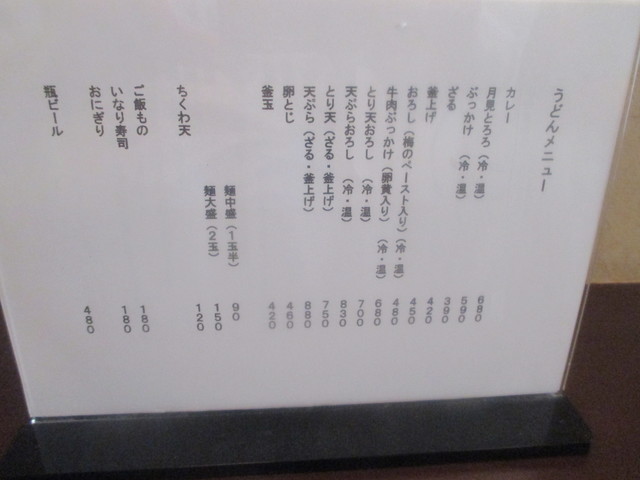 うどんメニュー
カレー 680
月見とろろ（冷・温） 590
ぶっかけ （冷・温） 390
ざる 420
釜上げ 450
おろし（梅のペースト入り）（冷・温） 480
牛肉ぶっかけ（卵黄入り）（冷・温） 680
とり天おろし （冷・温） 700
天ぷらおろし （冷・温） 830
とり天（ざる・釜上げ） 750
天ぷら（ざる・釜上げ） 880
卵とじ 460
釜玉 420
麺中盛（1玉半） 90
麺大盛（2玉） 150
ちくわ天 120
ご飯もの
いなり寿司 180
おにぎり 180
瓶ビール 480